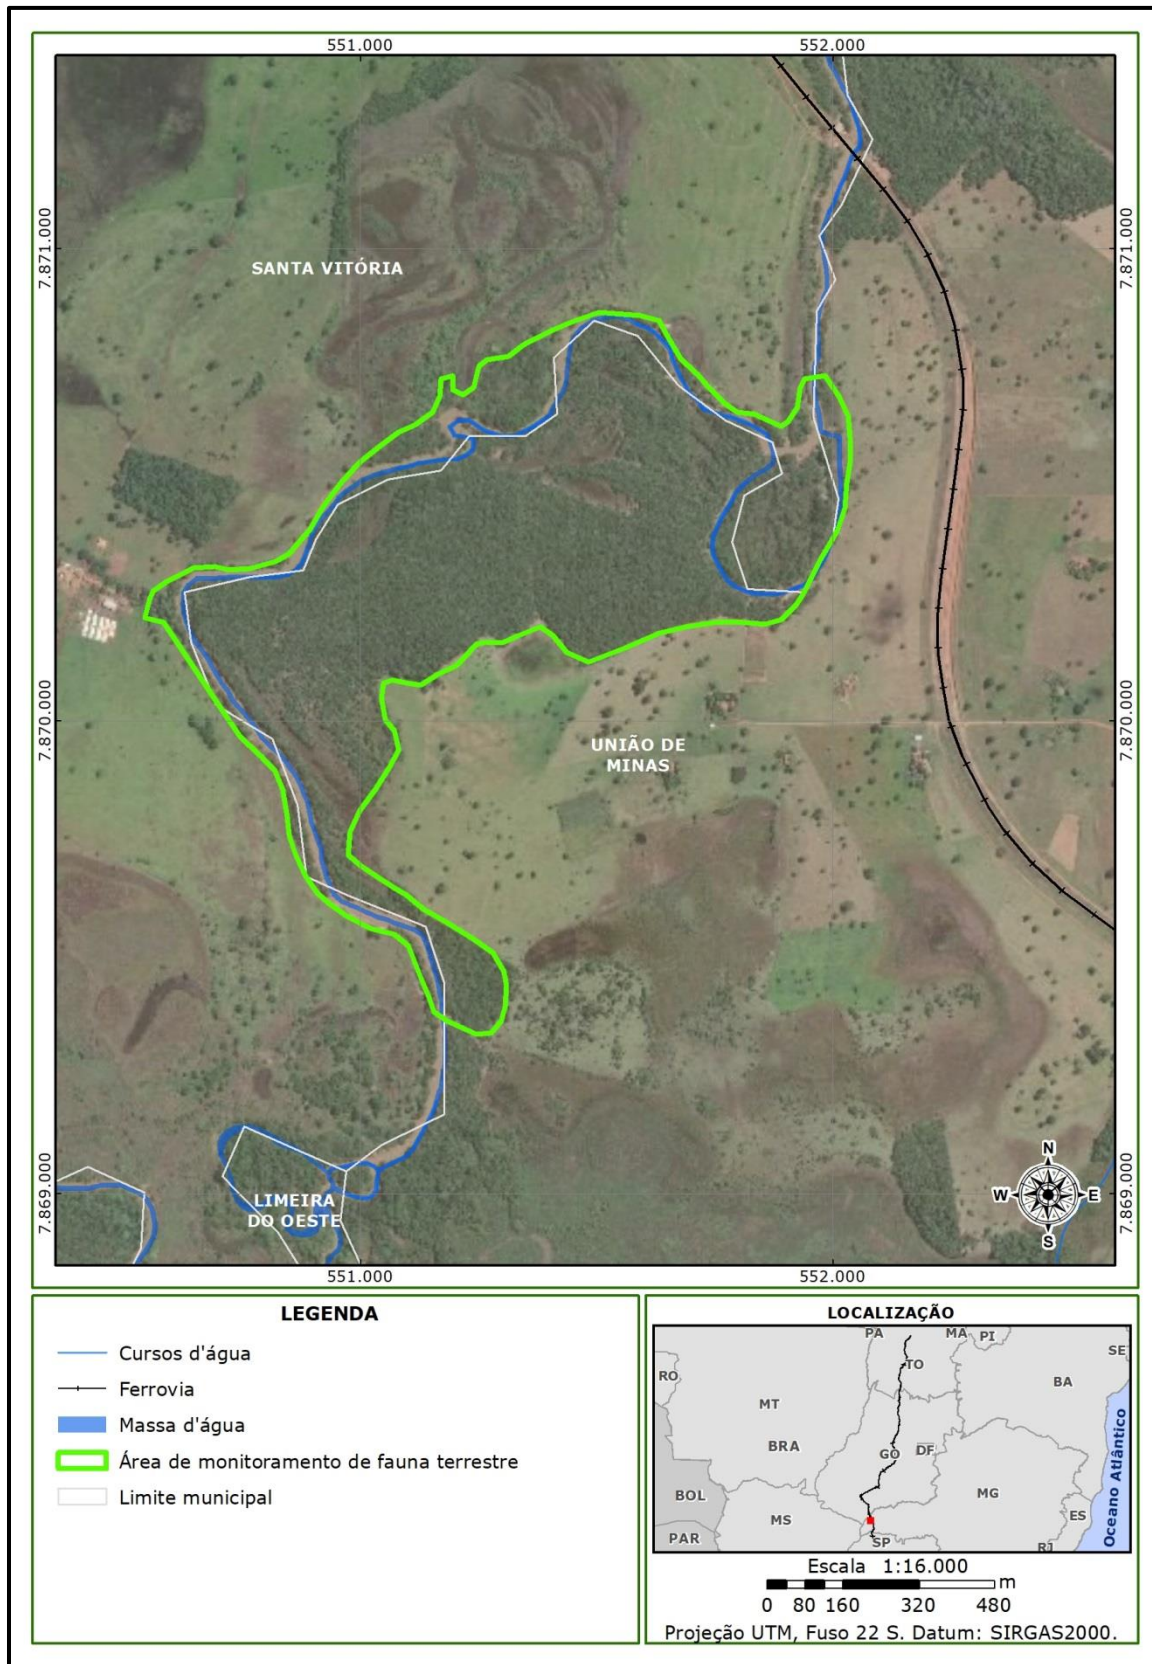 551.000
552.000
7.871.000
7.871.000
SANTA VITÓRIA
7.870.000
7.870.000
UNIÃO DE
MINAS
7.869.000
7.869.000
LIMEIRA
DO OESTE
N
W
E
S
551.000
552.000
LEGENDA
Cursos d'água
Ferrovia
Massa d'água
Área de monitoramento de fauna terrestre
Limite municipal
LOCALIZAÇÃO
PA
MA
PI
SE
RO
TO
BA
MT
BRA
GO
DF
BOL
MG
MS
ES
PAR
SP
RJ
Oceano Atlântico
Escala 1:16.000
m
0 80 160 320 480
Projeção UTM, Fuso 22 S. Datum: SIRGAS2000.